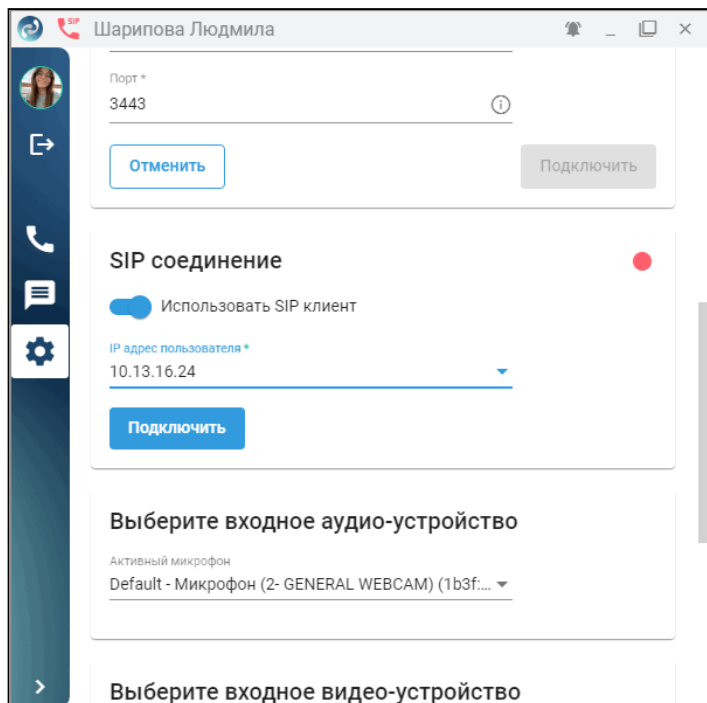 SIP
Шарипова Людмила
Порт *
3443
Отменить
Подключить
SIP соединение
Использовать SIP клиент
IP адрес пользователя *
10.13.16.24
Подключить
Выберите входное аудио-устройство
Активный микрофон
Default - Микрофон (2- GENERAL WEBCAM) (1b3f:...
Выберите входное видео-устройство